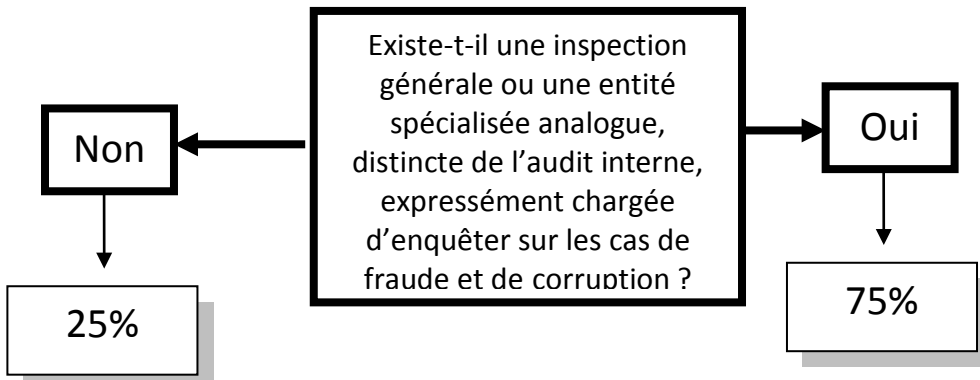 Existe-t-il une inspection
générale ou une entité
spécialisée analogue,
distincte de l’audit interne,
expressément chargée
d’enquêter sur les cas de
fraude et de corruption ?
Non
Oui
25%
75%